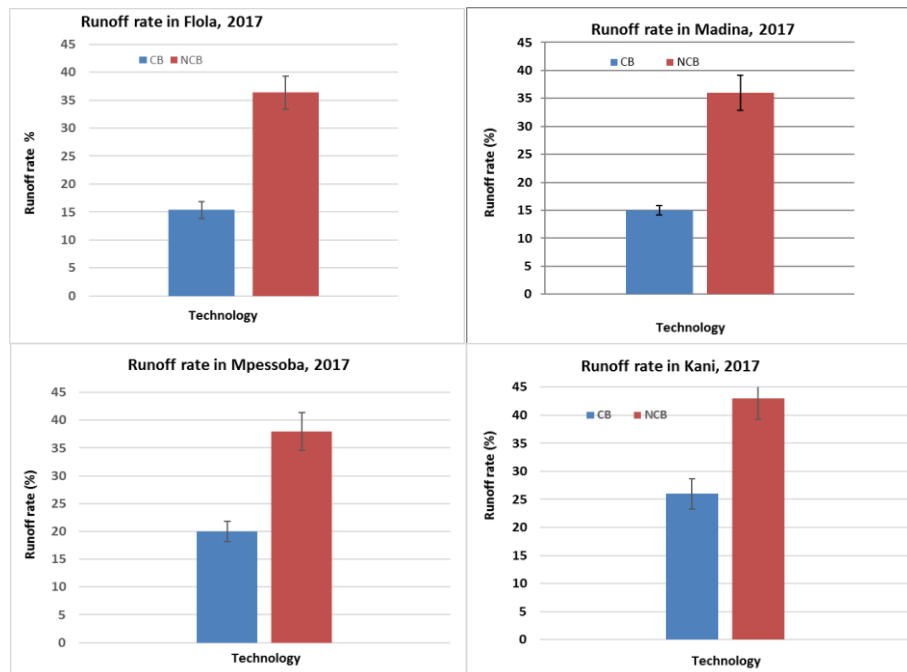 Runoff rate in Flola, 2017
CB NCB
45
40
35
30
25
20
15
10
5
0
Runoff rate %
Technology
Runoff rate in Madina, 2017
CB NCB
45
40
35
30
25
20
15
10
5
0
Runoff rate (%)
Technology
Runoff rate in Mpessoba, 2017
45
40
35
30
25
20
15
10
5
0
Runoff rate (%)
Technology
Runoff rate in Kani, 2017
CB NCB
45
40
35
30
25
20
15
10
5
0
Runoff rate (%)
Technology